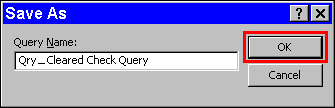 Save As
? X
Query Name:
Qry_Cleared Check Query
OK
Cancel